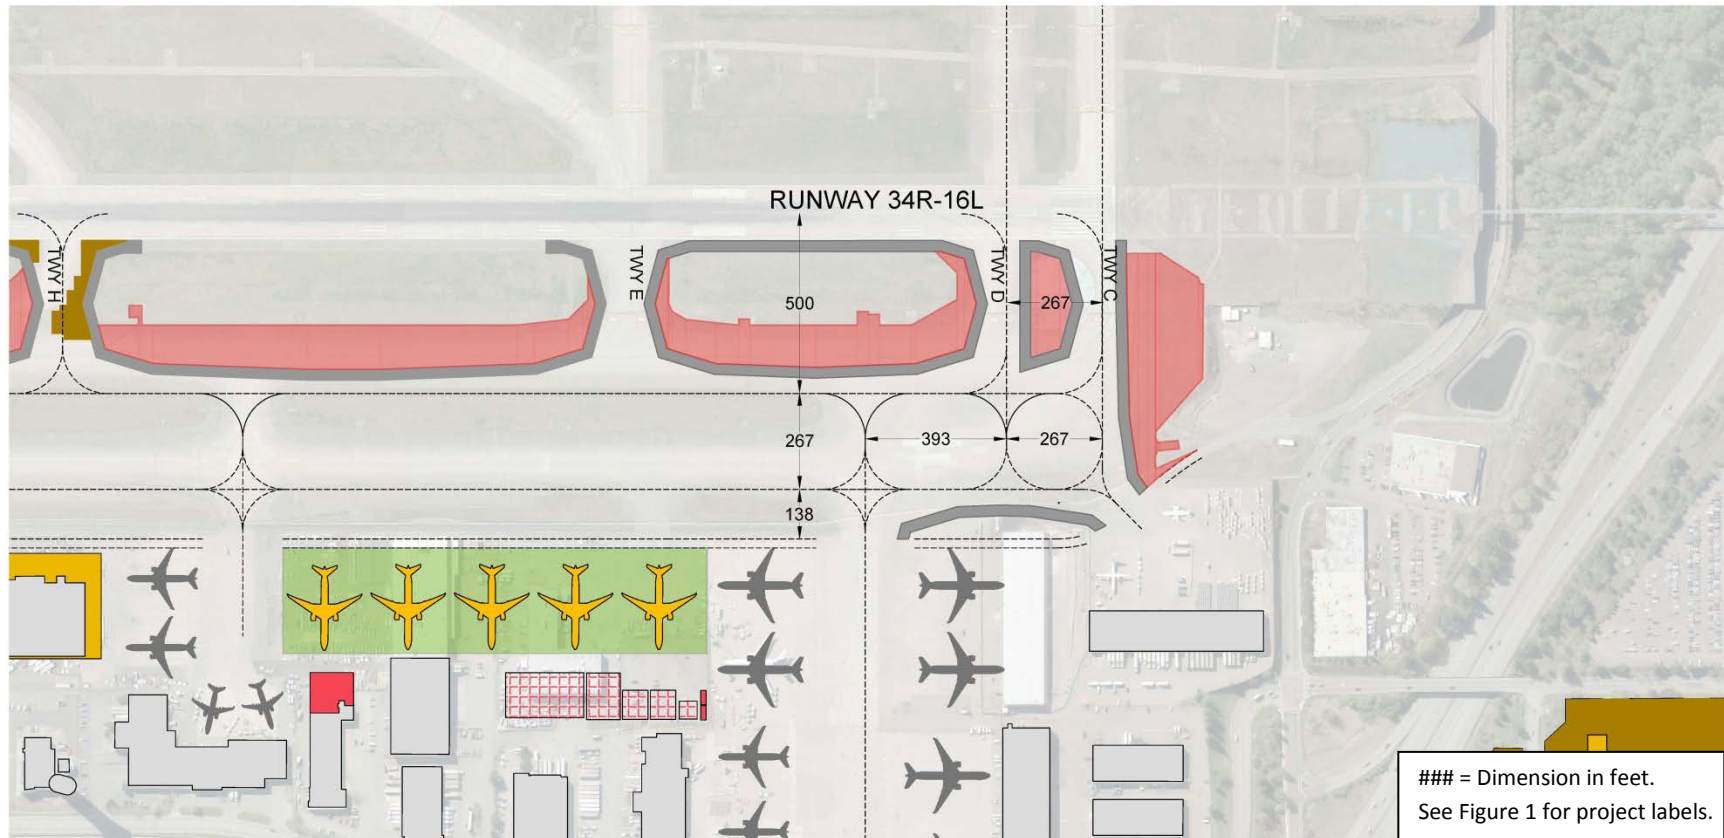 RUNWAY 34R-16L
TWY H
TWY E
TWY D
TWY C
500
267
267
393
267
138
### = Dimension in feet.
See Figure 1 for project labels.